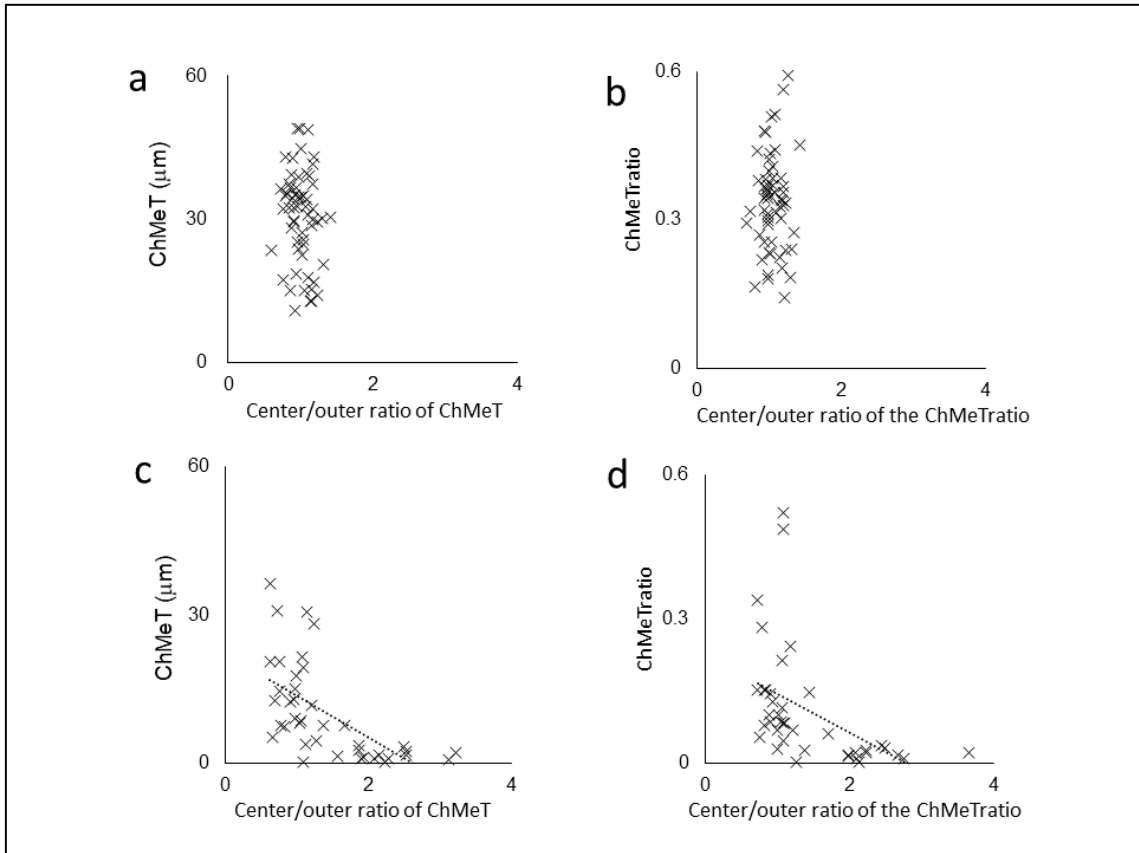 a
60
30
0
ChMeT (μm)
0
2
4
Center/outer ratio of ChMeT
b
0.6
0.3
0
ChMeTratio
0
2
4
Center/outer ratio of the ChMeTratio
c
60
30
0
ChMeT (μm)
0
2
4
Center/outer ratio of ChMeT
d
0.6
0.3
0
ChMeTratio
0
2
4
Center/outer ratio of the ChMeTratio